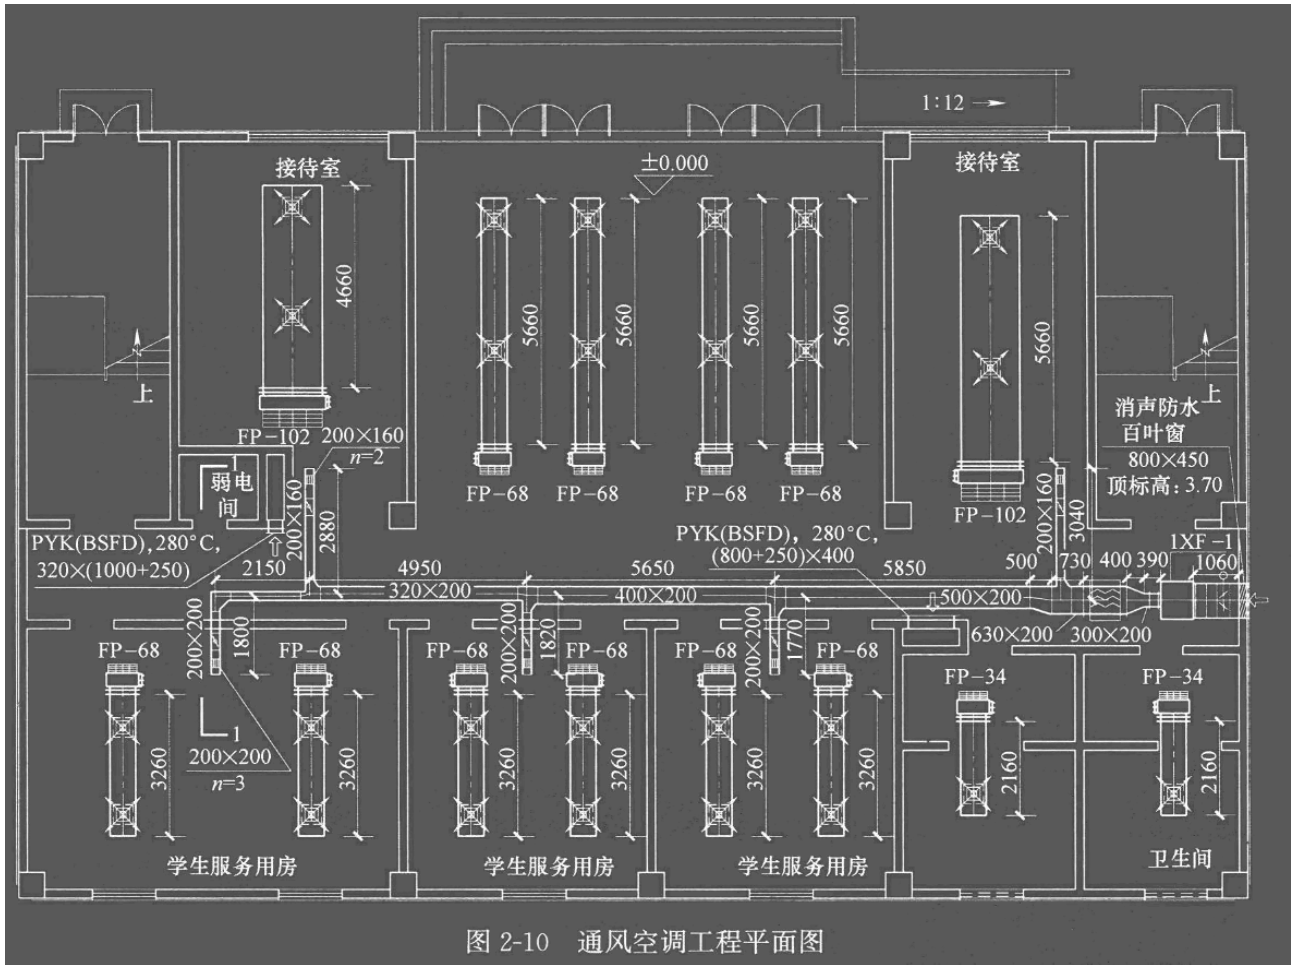 1:12
接待室
±0.000
接待室
4660
5660
5660
5660
5660
5660
上
上
消声防水
百叶窗
800×450
顶标高:3.70
FP-102
200×160
n=2
1
弱电
间
FP-68
FP-68
FP-68
FP-68
FP-102
200×160
2880
200×160
3040
PYK(BSFD),280°C,
320×(1000+250)
PYK(BSFD),280°C,
(800+250)×400
1XF-1
2150
4950
5650
5850
500
730
400
390
1060
320×200
400×200
500×200
630×200
300×200
200×200
1800
200×200
1820
200×200
1770
FP-68
FP-68
FP-68
FP-68
FP-68
FP-68
FP-34
FP-34
1
200×200
n=3
3260
3260
3260
3260
3260
3260
2160
2160
学生服务用房
学生服务用房
学生服务用房
卫生间
图 2-10 通风空调工程平面图